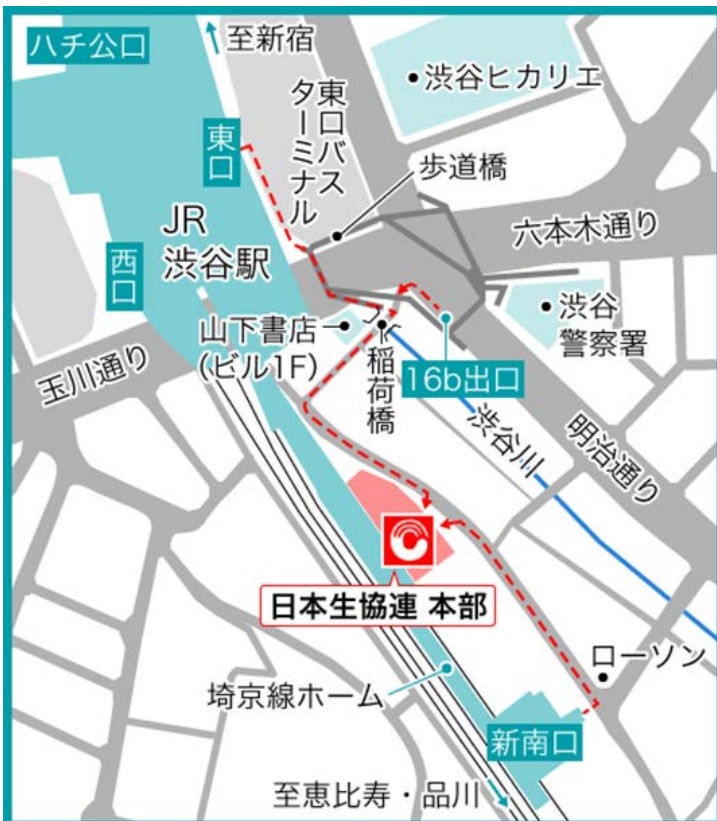 ハチ公口
至新宿
渋谷ヒカリエ
東口
東口バス
ターミナル
歩道橋
六本木通り
JR
渋谷駅
西口
渋谷
警察署
山下書店
(ビル1F)
稲荷橋
16b出口
玉川通り
渋谷川
明治通り
日本生協連 本部
ローソン
埼京線ホーム
新南口
至恵比寿・品川